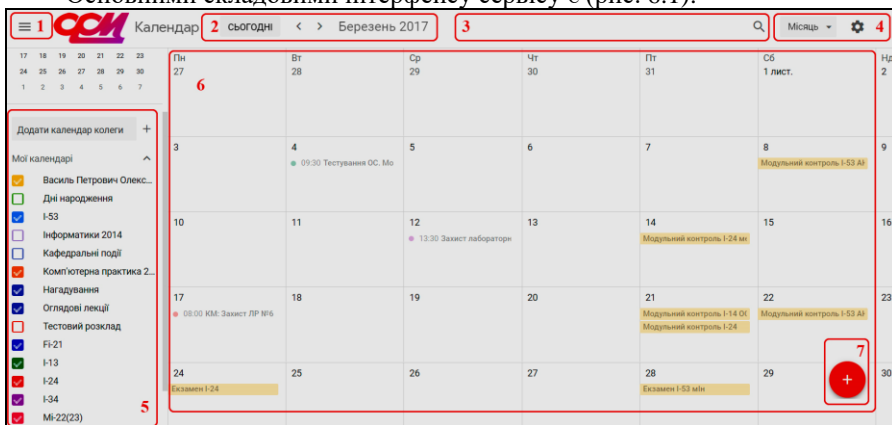 Основними складовими інтерфейсу сервісу є (рис. 8.1):
1 Календар 2 сьогодні < > Березень 2017 3 Місяць 4
17 18 19 20 21 22 23
24 25 26 27 28 29 30
1 2 3 4 5 6 7
Додати календар колеги +
Мої календарі
Василь Петрович Олекс...
Дні народження
I-53
Інформатики 2014
Кафедральні події
Комп'ютерна практика 2...
Нагадування
Оглядові лекції
Тестовий розклад
Fi-21
I-13
I-24
I-34
Mi-22(23)
5
Пн Вт Ср Чт Пт Сб Нд
27 28 29 30 31 1 лист. 2
6
3 4 5 6 7 8 9
09:30 Тестування ОС. Мо Модульний контроль I-53 АІ
10 11 12 13 14 15 16
13:30 Захист лабораторн Модульний контроль I-24 мк
17 18 19 20 21 22 23
08:00 КМ: Захист ЛР №6 Модульний контроль I-14 ОС Модульний контроль I-53 АІ
Модульний контроль I-24
7
24 25 26 27 28 29 + 30
Екзамен I-24 Екзамен I-53 мІн